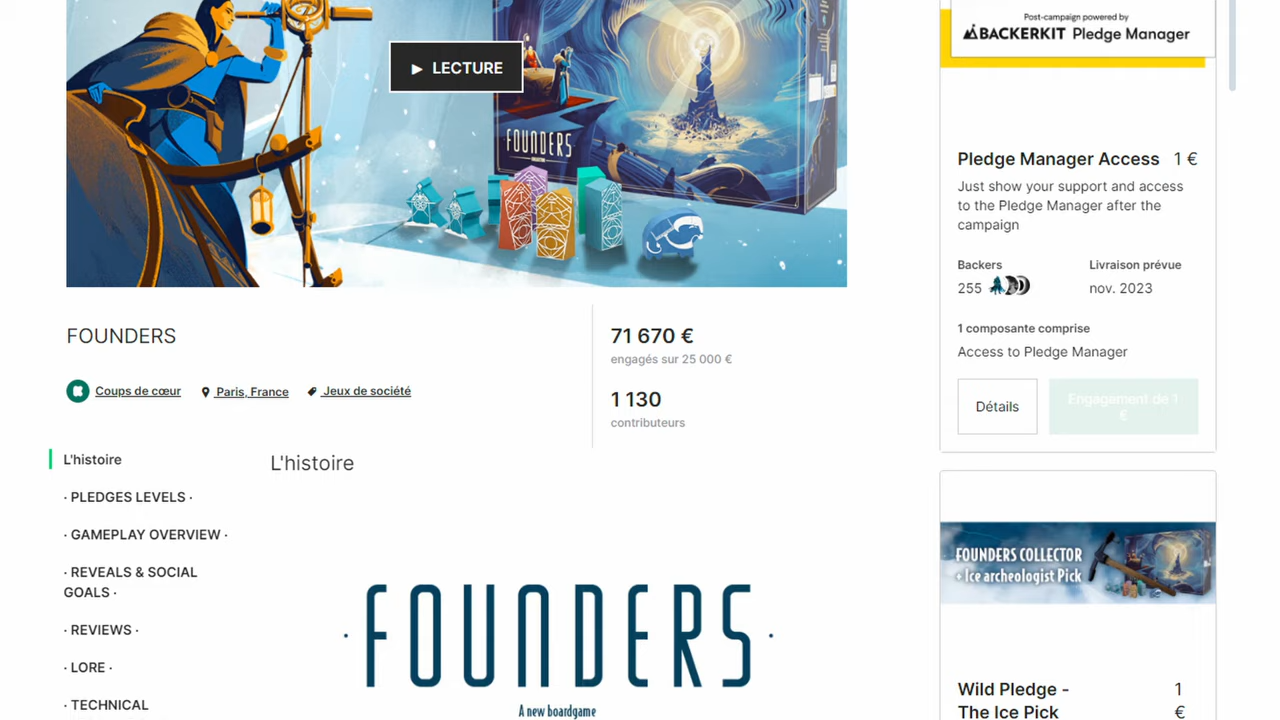 LECTURE
FOUNDERS
Post-campaign powered by
BACKERKIT Pledge Manager
Pledge Manager Access 1 €
Just show your support and access
to the Pledge Manager after the
campaign
Backers
Livraison prévue
255
nov. 2023
1 composante comprise
Access to Pledge Manager
Détails
Engagement de 1
€
FOUNDERS
71 670 €
engagés sur 25 000 €
Coups de cœur
Paris, France
Jeux de société
1 130
contributeurs
L'histoire
· PLEDGES LEVELS ·
· GAMEPLAY OVERVIEW ·
· REVEALS & SOCIAL
GOALS ·
· REVIEWS ·
· LORE ·
· TECHNICAL
L'histoire
· FOUNDERS ·
A new boardgame
FOUNDERS COLLECTOR
+ Ice archeologist Pick
Wild Pledge - 1
The Ice Pick €